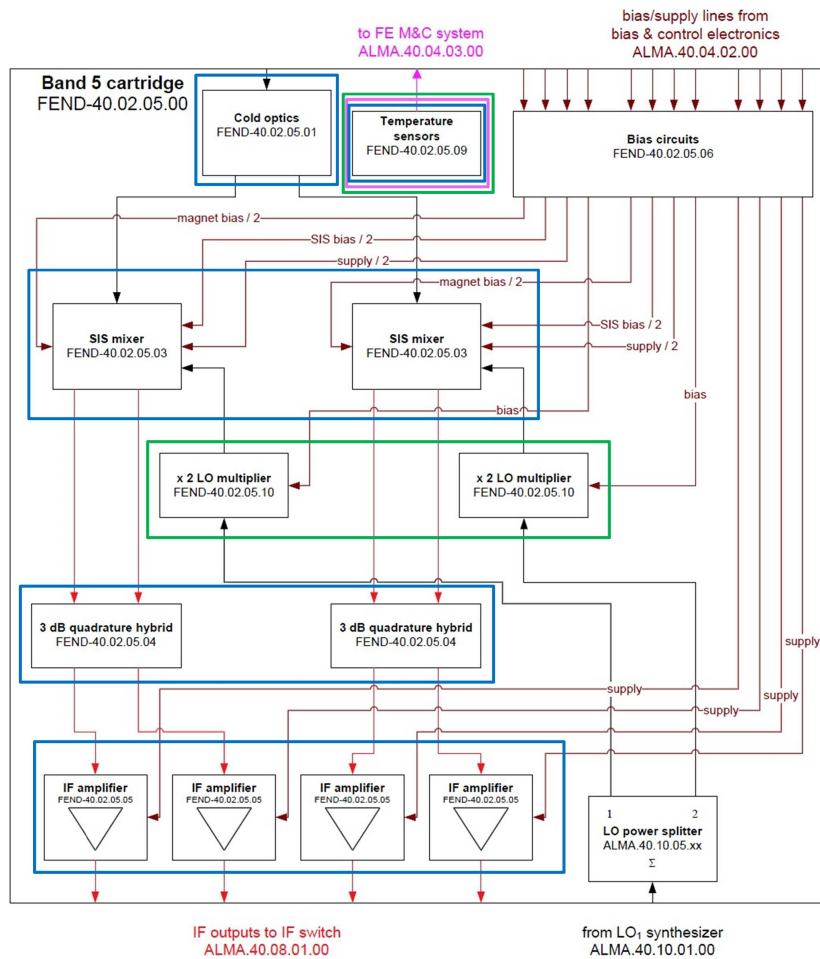 bias/supply lines from
bias & control electronics
ALMA.40.04.02.00
to FE M&C system
ALMA.40.04.03.00
Band 5 cartridge
FEND-40.02.05.00
Cold optics
FEND-40.02.05.01
Temperature
sensors
FEND-40.02.05.09
Bias circuits
FEND-40.02.05.06
magnet bias / 2
SIS bias / 2
supply / 2
magnet bias / 2
SIS bias / 2
supply / 2
SIS mixer
FEND-40.02.05.03
SIS mixer
FEND-40.02.05.03
bias
bias
x 2 LO multiplier
FEND-40.02.05.10
x 2 LO multiplier
FEND-40.02.05.10
3 dB quadrature hybrid
FEND-40.02.05.04
3 dB quadrature hybrid
FEND-40.02.05.04
supply
supply
supply
supply
IF amplifier
FEND-40.02.05.05
IF amplifier
FEND-40.02.05.05
IF amplifier
FEND-40.02.05.05
IF amplifier
FEND-40.02.05.05
1 2
LO power splitter
ALMA.40.10.05.xx
Σ
IF outputs to IF switch
ALMA.40.08.01.00
from LO₁ synthesizer
ALMA.40.10.01.00